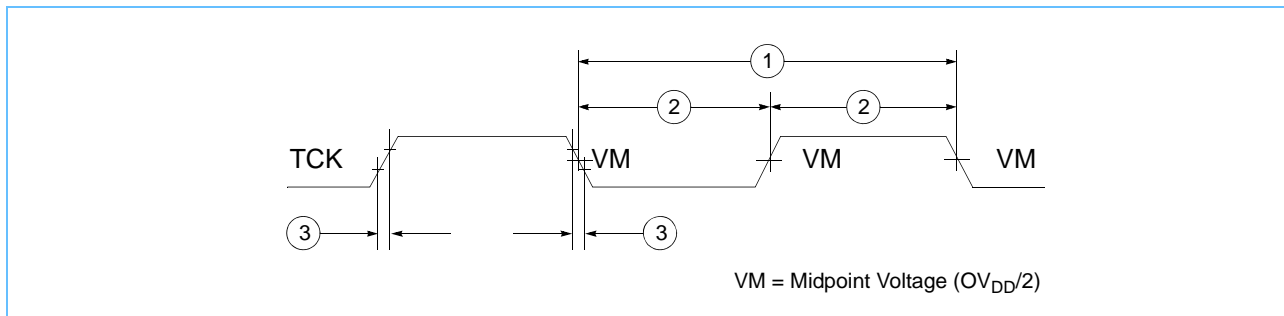 1
2 2
TCK VM VM VM
3 3
VM = Midpoint Voltage (OVDD/2)